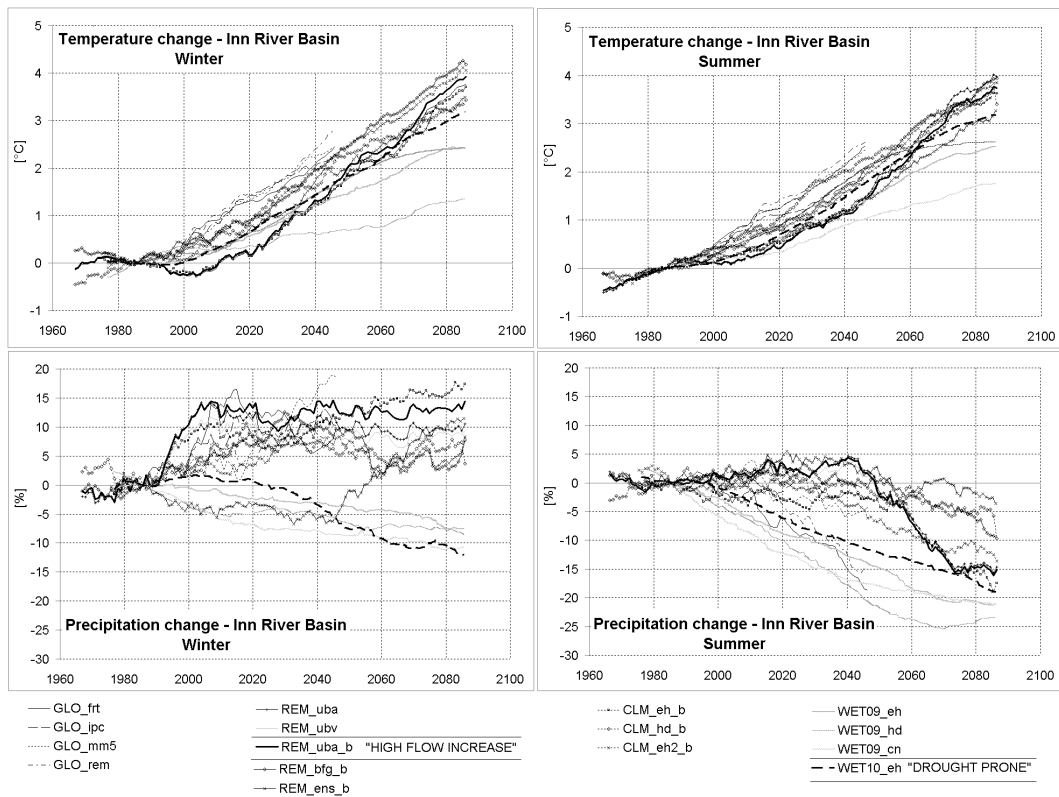 Temperature change - Inn River Basin
Winter
[°C]
5
4
3
2
1
0
-1
1960 1980 2000 2020 2040 2060 2080 2100
Temperature change - Inn River Basin
Summer
[°C]
5
4
3
2
1
0
-1
1960 1980 2000 2020 2040 2060 2080 2100
Precipitation change - Inn River Basin
Winter
[%]
20
15
10
5
0
-5
-10
-15
-20
-30
1960 1980 2000 2020 2040 2060 2080 2100
Precipitation change - Inn River Basin
Summer
[%]
20
15
10
5
0
-5
-10
-15
-20
-25
-30
1960 1980 2000 2020 2040 2060 2080 2100
GLO_frt
GLO_ipc
GLO_mm5
GLO_rem
REM_uba
REM_ubv
REM_uba_b "HIGH FLOW INCREASE"
REM_bfg_b
REM_ens_b
CLM_eh_b
CLM_hd_b
CLM_eh2_b
WET09_eh
WET09_hd
WET09_cn
WET10_eh "DROUGHT PRONE"